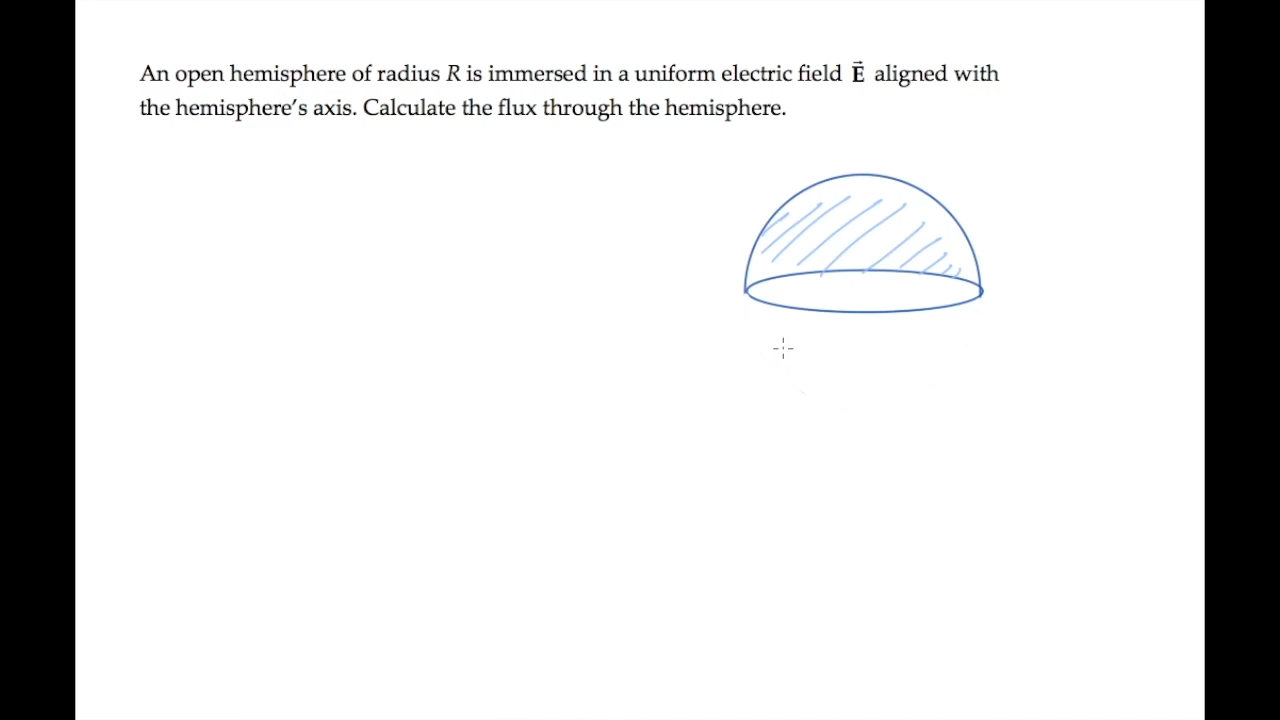 An open hemisphere of radius R is immersed in a uniform electric field E⃗ aligned with
the hemisphere's axis. Calculate the flux through the hemisphere.